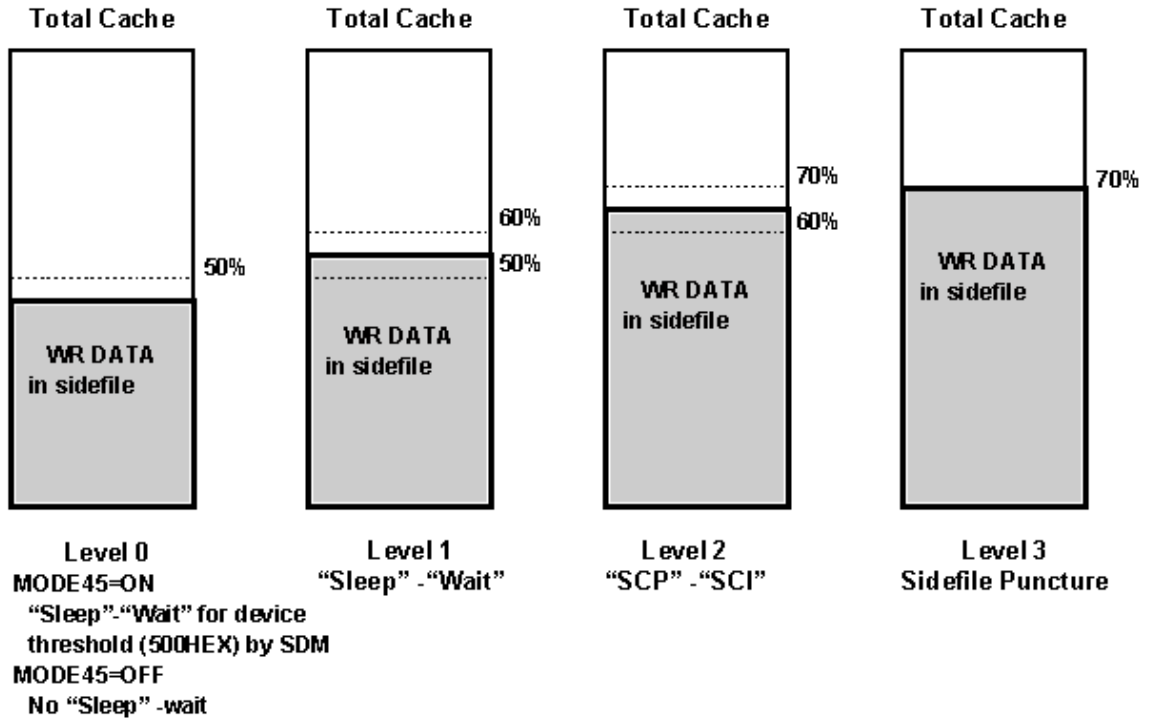 Total Cache
50%
WR DATA
in sidefile
Level 0
MODE45=ON
“Sleep”-“Wait” for device
threshold (500HEX) by SDM
MODE45=OFF
No “Sleep” -wait
Total Cache
60%
50%
WR DATA
in sidefile
Level 1
“Sleep” -“Wait”
Total Cache
70%
60%
WR DATA
in sidefile
Level 2
“SCP” -“SCI”
Total Cache
70%
WR DATA
in sidefile
Level 3
Sidefile Puncture